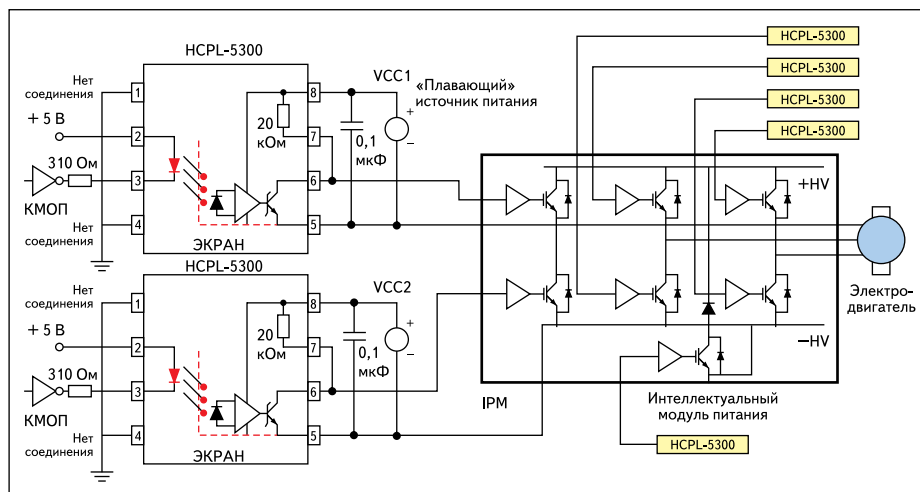 HCPL-5300
Нет
соединения
1
+ 5 В
2
310 Ом
3
КМОП
Нет
соединения
4
20
кОм
ЭКРАН
8
7
6
5
0,1
мкФ
VCC1
«Плавающий»
источник питания
+
−
HCPL-5300
Нет
соединения
1
+ 5 В
2
310 Ом
3
КМОП
Нет
соединения
4
20
кОм
ЭКРАН
8
7
6
5
0,1
мкФ
VCC2
+
−
HCPL-5300
HCPL-5300
HCPL-5300
HCPL-5300
+HV
−HV
Электро-
двигатель
IPM
Интеллектуальный
модуль питания
HCPL-5300